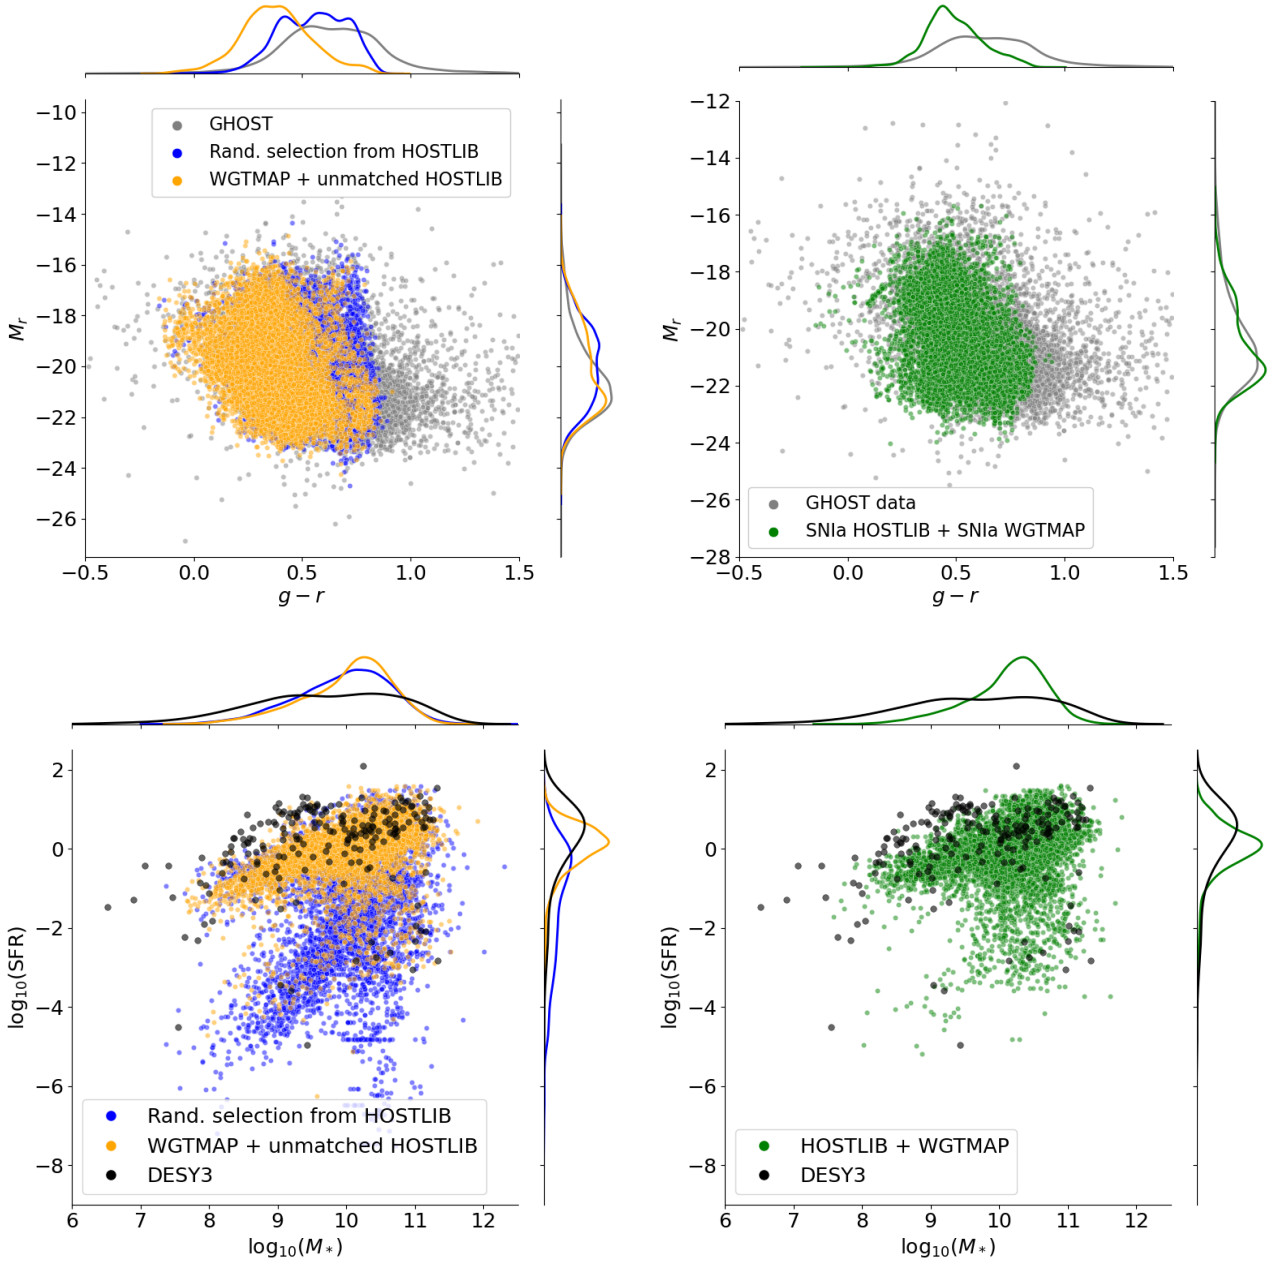 GHOST
Rand. selection from HOSTLIB
WGTMAP + unmatched HOSTLIB
−10
−12
−14
−16
−18
−20
−22
−24
−26
M_r
−0.5 0.0 0.5 1.0 1.5
g − r
−12
−14
−16
−18
−20
−22
−24
−26
−28
M_r
GHOST data
SNIa HOSTLIB + SNIa WGTMAP
−0.5 0.0 0.5 1.0 1.5
g − r
2
0
−2
−4
−6
−8
log₁₀(SFR)
Rand. selection from HOSTLIB
WGTMAP + unmatched HOSTLIB
DESY3
6 7 8 9 10 11 12
log₁₀(M_*)
2
0
−2
−4
−6
−8
log₁₀(SFR)
HOSTLIB + WGTMAP
DESY3
6 7 8 9 10 11 12
log₁₀(M_*)